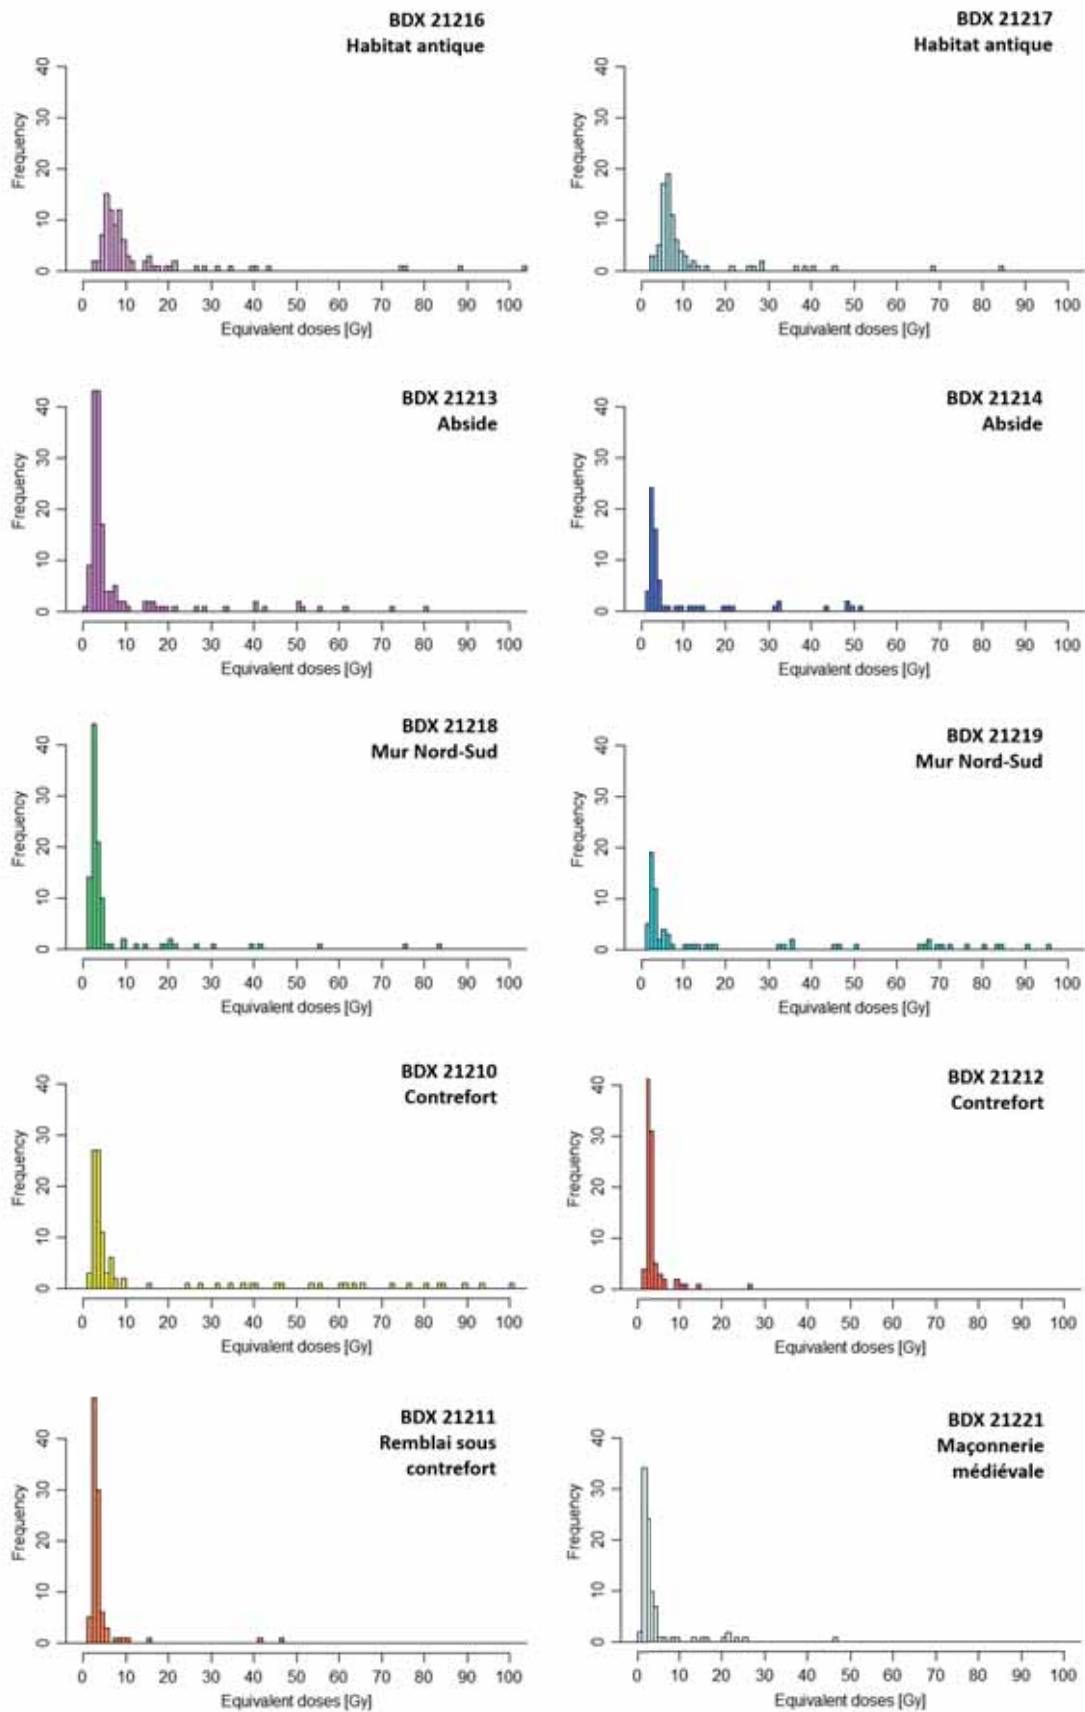 BDX 21216
Habitat antique
Frequency
0 10 20 30 40
0 10 20 30 40 50 60 70 80 90 100
Equivalent doses [Gy]
BDX 21217
Habitat antique
Frequency
0 10 20 30 40
0 10 20 30 40 50 60 70 80 90 100
Equivalent doses [Gy]
BDX 21213
Abside
Frequency
0 10 20 30 40
0 10 20 30 40 50 60 70 80 90 100
Equivalent doses [Gy]
BDX 21214
Abside
Frequency
0 10 20 30 40
0 10 20 30 40 50 60 70 80 90 100
Equivalent doses [Gy]
BDX 21218
Mur Nord-Sud
Frequency
0 10 20 30 40
0 10 20 30 40 50 60 70 80 90 100
Equivalent doses [Gy]
BDX 21219
Mur Nord-Sud
Frequency
0 10 20 30 40
0 10 20 30 40 50 60 70 80 90 100
Equivalent doses [Gy]
BDX 21210
Contrefort
Frequency
0 10 20 30 40
0 10 20 30 40 50 60 70 80 90 100
Equivalent doses [Gy]
BDX 21212
Contrefort
Frequency
0 10 20 30 40
0 10 20 30 40 50 60 70 80 90 100
Equivalent doses [Gy]
BDX 21211
Remblai sous
contrefort
Frequency
0 10 20 30 40
0 10 20 30 40 50 60 70 80 90 100
Equivalent doses [Gy]
BDX 21221
Maçonnerie
médiévale
Frequency
0 10 20 30 40
0 10 20 30 40 50 60 70 80 90 100
Equivalent doses [Gy]